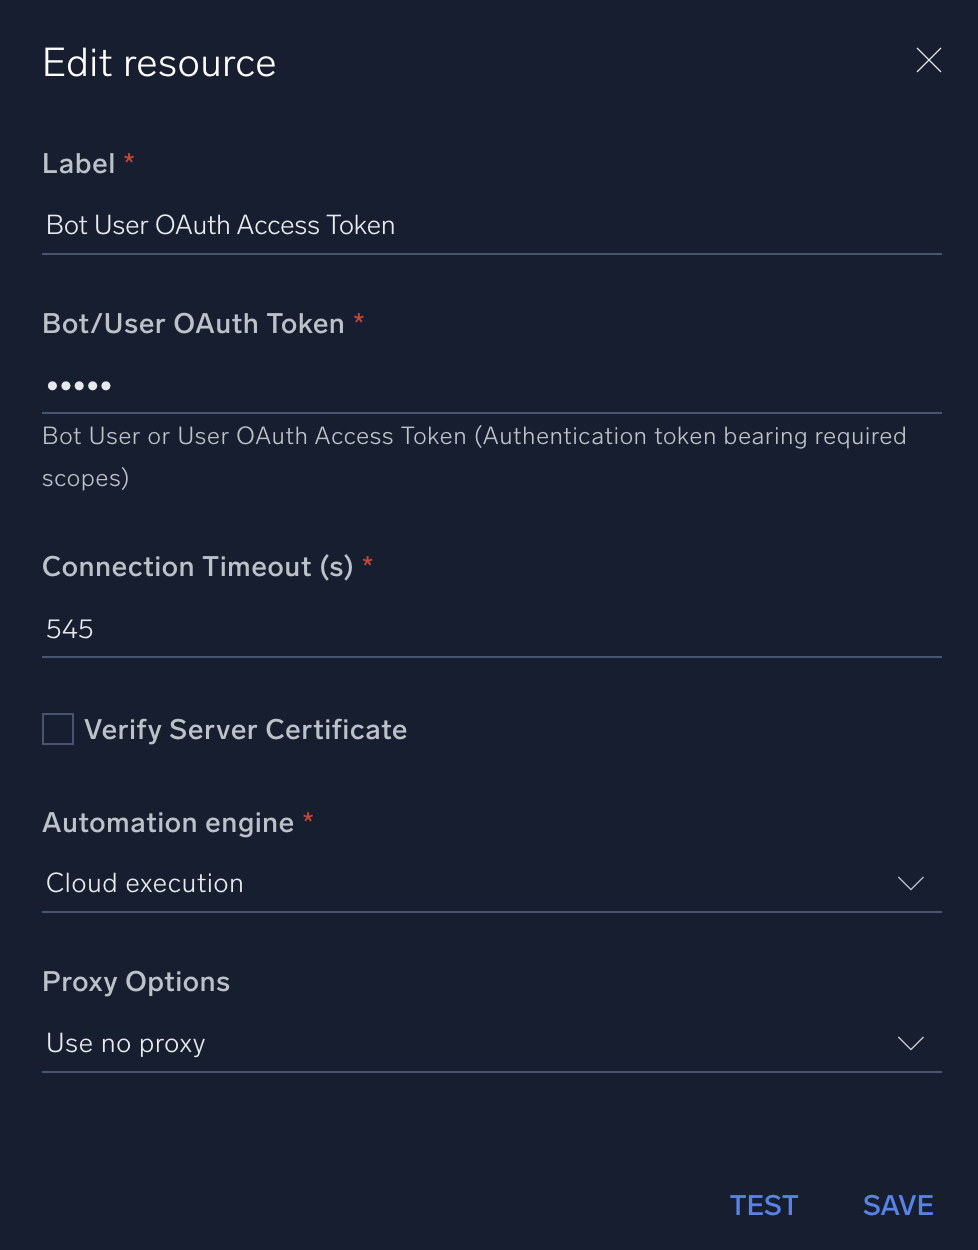 Edit resource
Label *
Bot User OAuth Access Token
Bot/User OAuth Token *
•••••
Bot User or User OAuth Access Token (Authentication token bearing required
scopes)
Connection Timeout (s) *
545
Verify Server Certificate
Automation engine *
Cloud execution
Proxy Options
Use no proxy
TEST SAVE